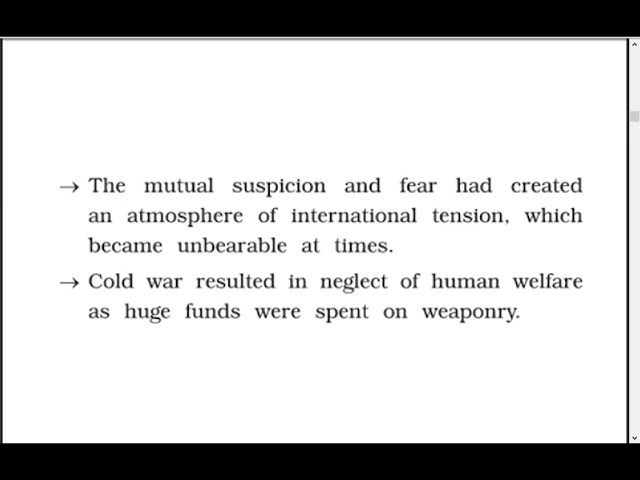 → The mutual suspicion and fear had created
an atmosphere of international tension, which
became unbearable at times.
→ Cold war resulted in neglect of human welfare
as huge funds were spent on weaponry.